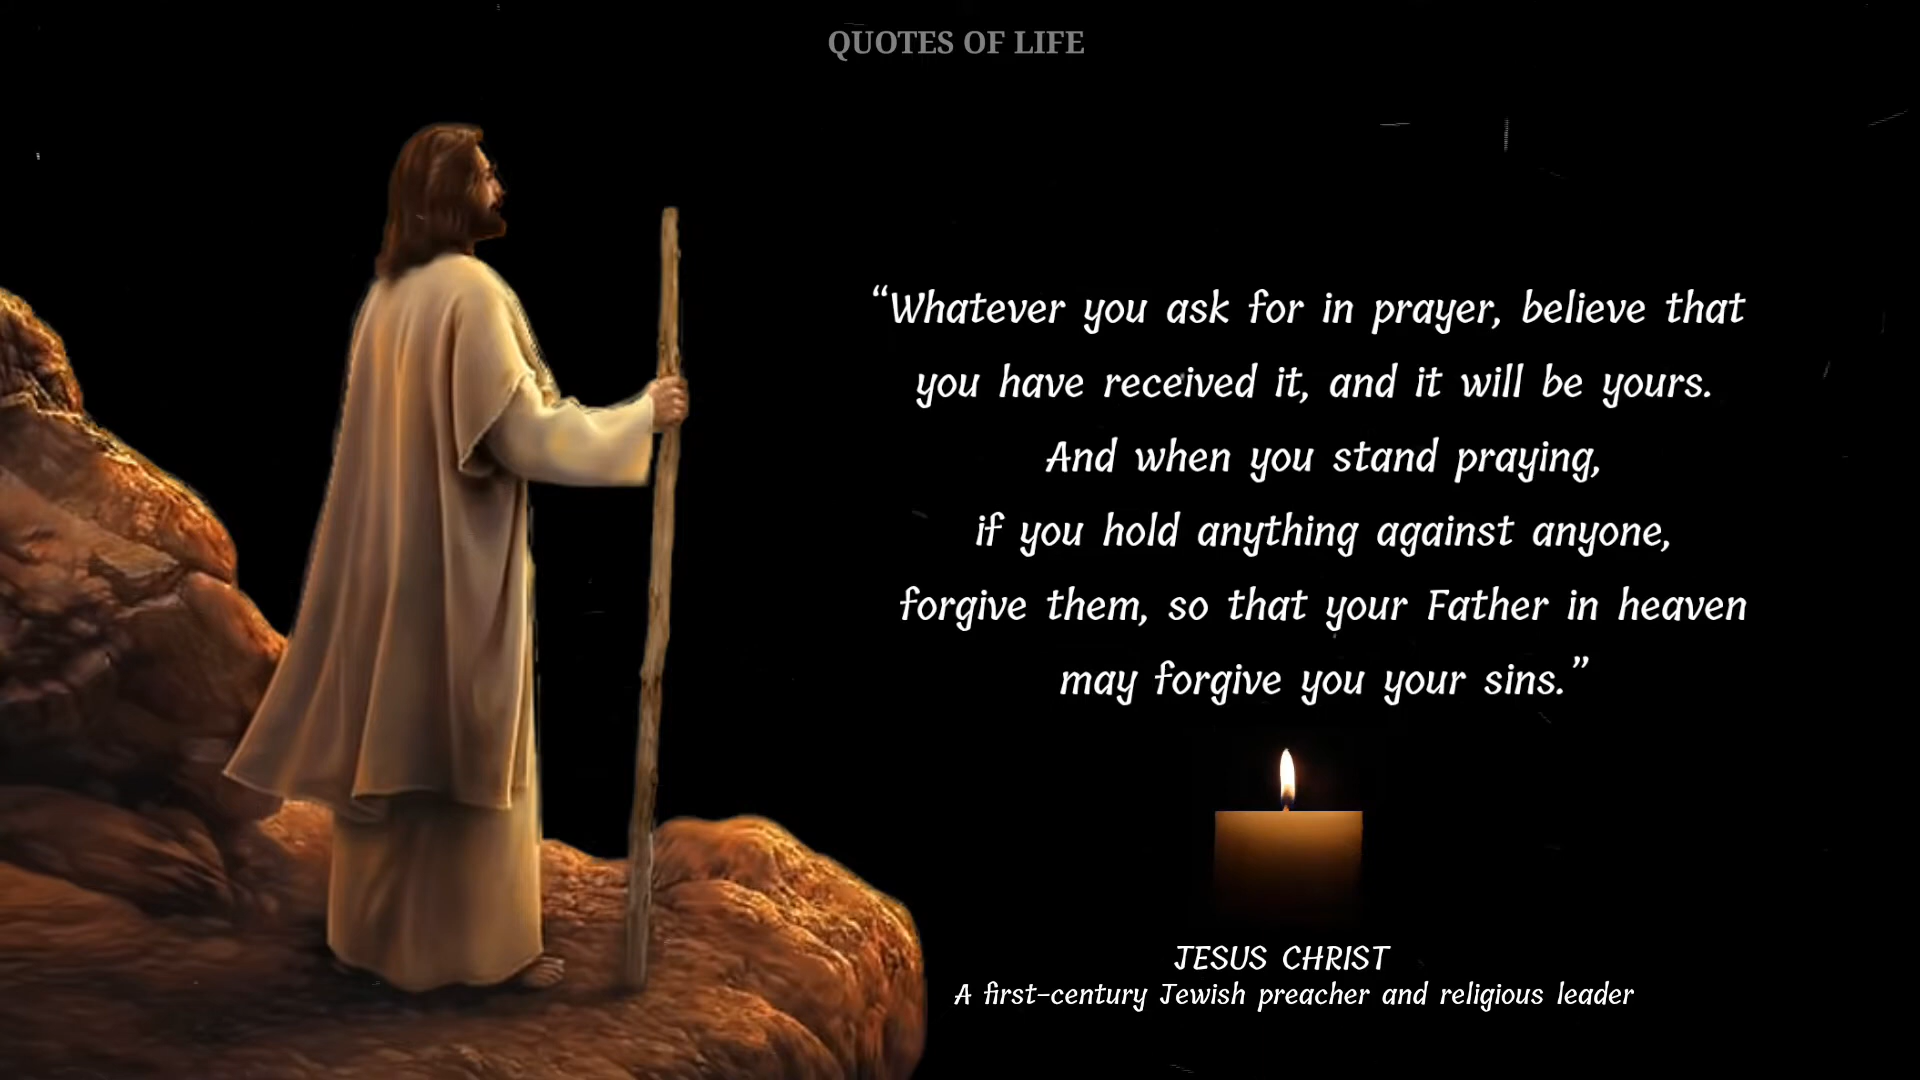 QUOTES OF LIFE
“Whatever you ask for in prayer, believe that
you have received it, and it will be yours.
And when you stand praying,
if you hold anything against anyone,
forgive them, so that your Father in heaven
may forgive you your sins.”
JESUS CHRIST
A first-century Jewish preacher and religious leader